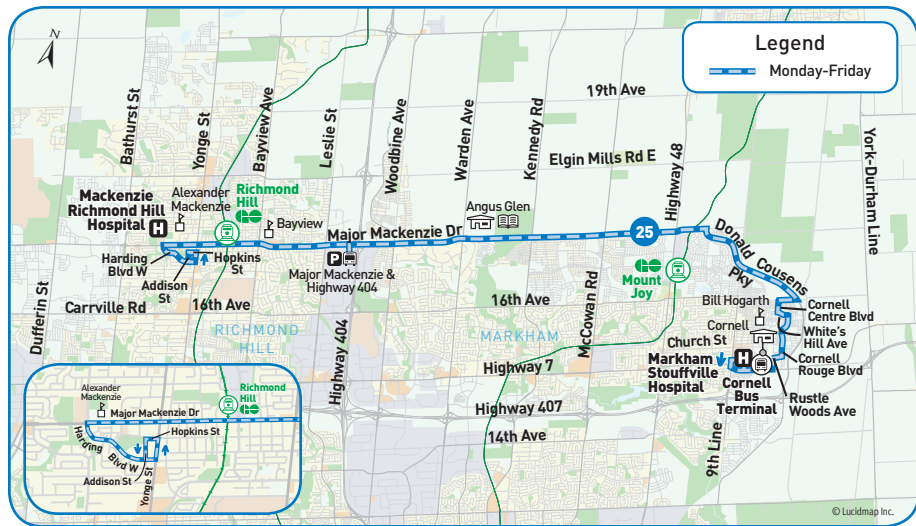 N
Legend
Monday-Friday
19th Ave
Bathurst St
Yonge St
Bayview Ave
Leslie St
Woodbine Ave
Warden Ave
Kennedy Rd
Elgin Mills Rd E
Highway 48
York-Durham Line
Mackenzie
Richmond Hill
Hospital
H
Alexander
Mackenzie
Richmond
Hill
Bayview
Angus Glen
Major Mackenzie Dr
25
Donald
Cousens
Pky
Harding
Blvd W
Hopkins
St
Addison
St
P
Major Mackenzie &
Highway 404
Mount
Joy
Dufferin St
Carrville Rd
16th Ave
16th Ave
McCowan Rd
Bill Hogarth
Cornell
Centre Blvd
RICHMOND
HILL
MARKHAM
Cornell
Church St
White's
Hill Ave
Highway 404
Highway 7
Markham
Stouffville
Hospital
H
Cornell
Rouge Blvd
Cornell
Bus
Terminal
Rustle
Woods Ave
Highway 407
14th Ave
9th Line
Alexander
Mackenzie
Richmond
Hill
Major Mackenzie Dr
Hopkins St
Harding
Blvd W
Addison St
Yonge St
© Lucidmap Inc.